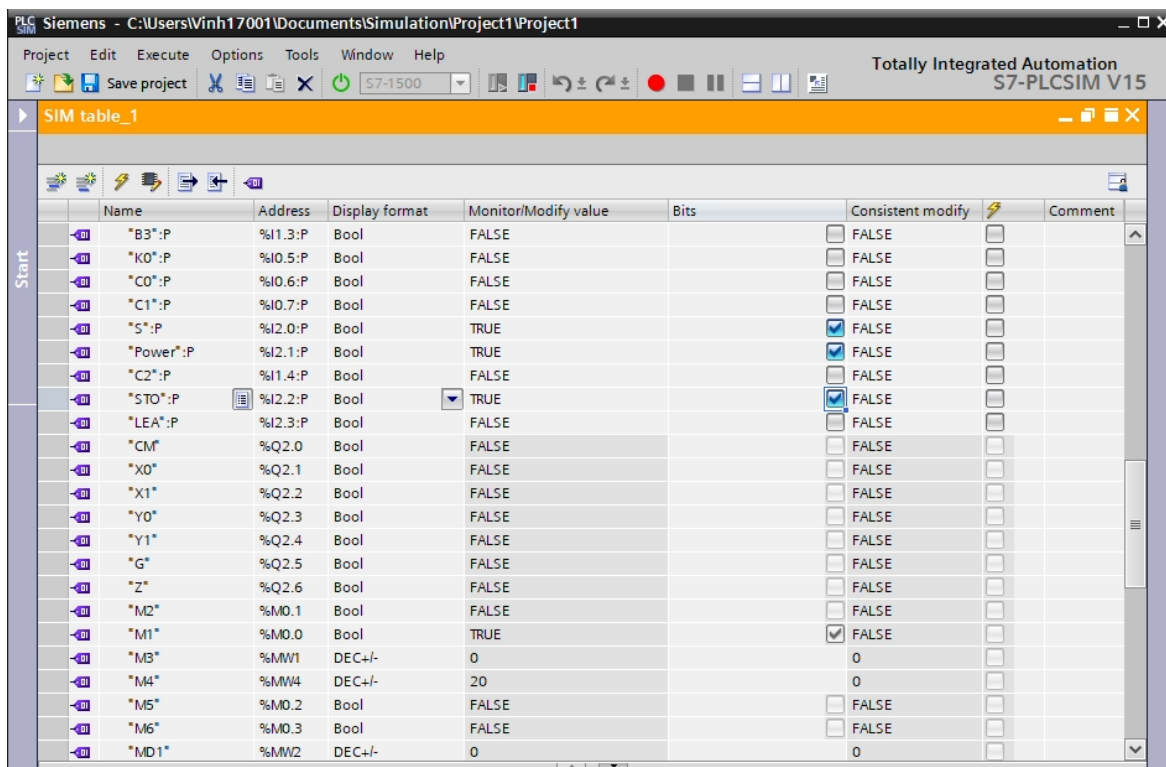 PLC SIM Siemens - C:\Users\Vinh17001\Documents\Simulation\Project1\Project1
Project Edit Execute Options Tools Window Help
Totally Integrated Automation
Save project S7-1500 S7-PLCSIM V15
SIM table_1
Start
Name Address Display format Monitor/Modify value Bits Consistent modify Comment
"B3":P %I1.3:P Bool FALSE FALSE
"K0":P %I0.5:P Bool FALSE FALSE
"C0":P %I0.6:P Bool FALSE FALSE
"C1":P %I0.7:P Bool FALSE FALSE
"S":P %I2.0:P Bool TRUE FALSE
"Power":P %I2.1:P Bool TRUE FALSE
"C2":P %I1.4:P Bool FALSE FALSE
"STO":P %I2.2:P Bool TRUE FALSE
"LEA":P %I2.3:P Bool FALSE FALSE
"CM" %Q2.0 Bool FALSE FALSE
"X0" %Q2.1 Bool FALSE FALSE
"X1" %Q2.2 Bool FALSE FALSE
"Y0" %Q2.3 Bool FALSE FALSE
"Y1" %Q2.4 Bool FALSE FALSE
"G" %Q2.5 Bool FALSE FALSE
"Z" %Q2.6 Bool FALSE FALSE
"M2" %M0.1 Bool FALSE FALSE
"M1" %M0.0 Bool TRUE FALSE
"M3" %MW1 DEC+/- 0 0
"M4" %MW4 DEC+/- 20 0
"M5" %M0.2 Bool FALSE FALSE
"M6" %M0.3 Bool FALSE FALSE
"MD1" %MW2 DEC+/- 0 0